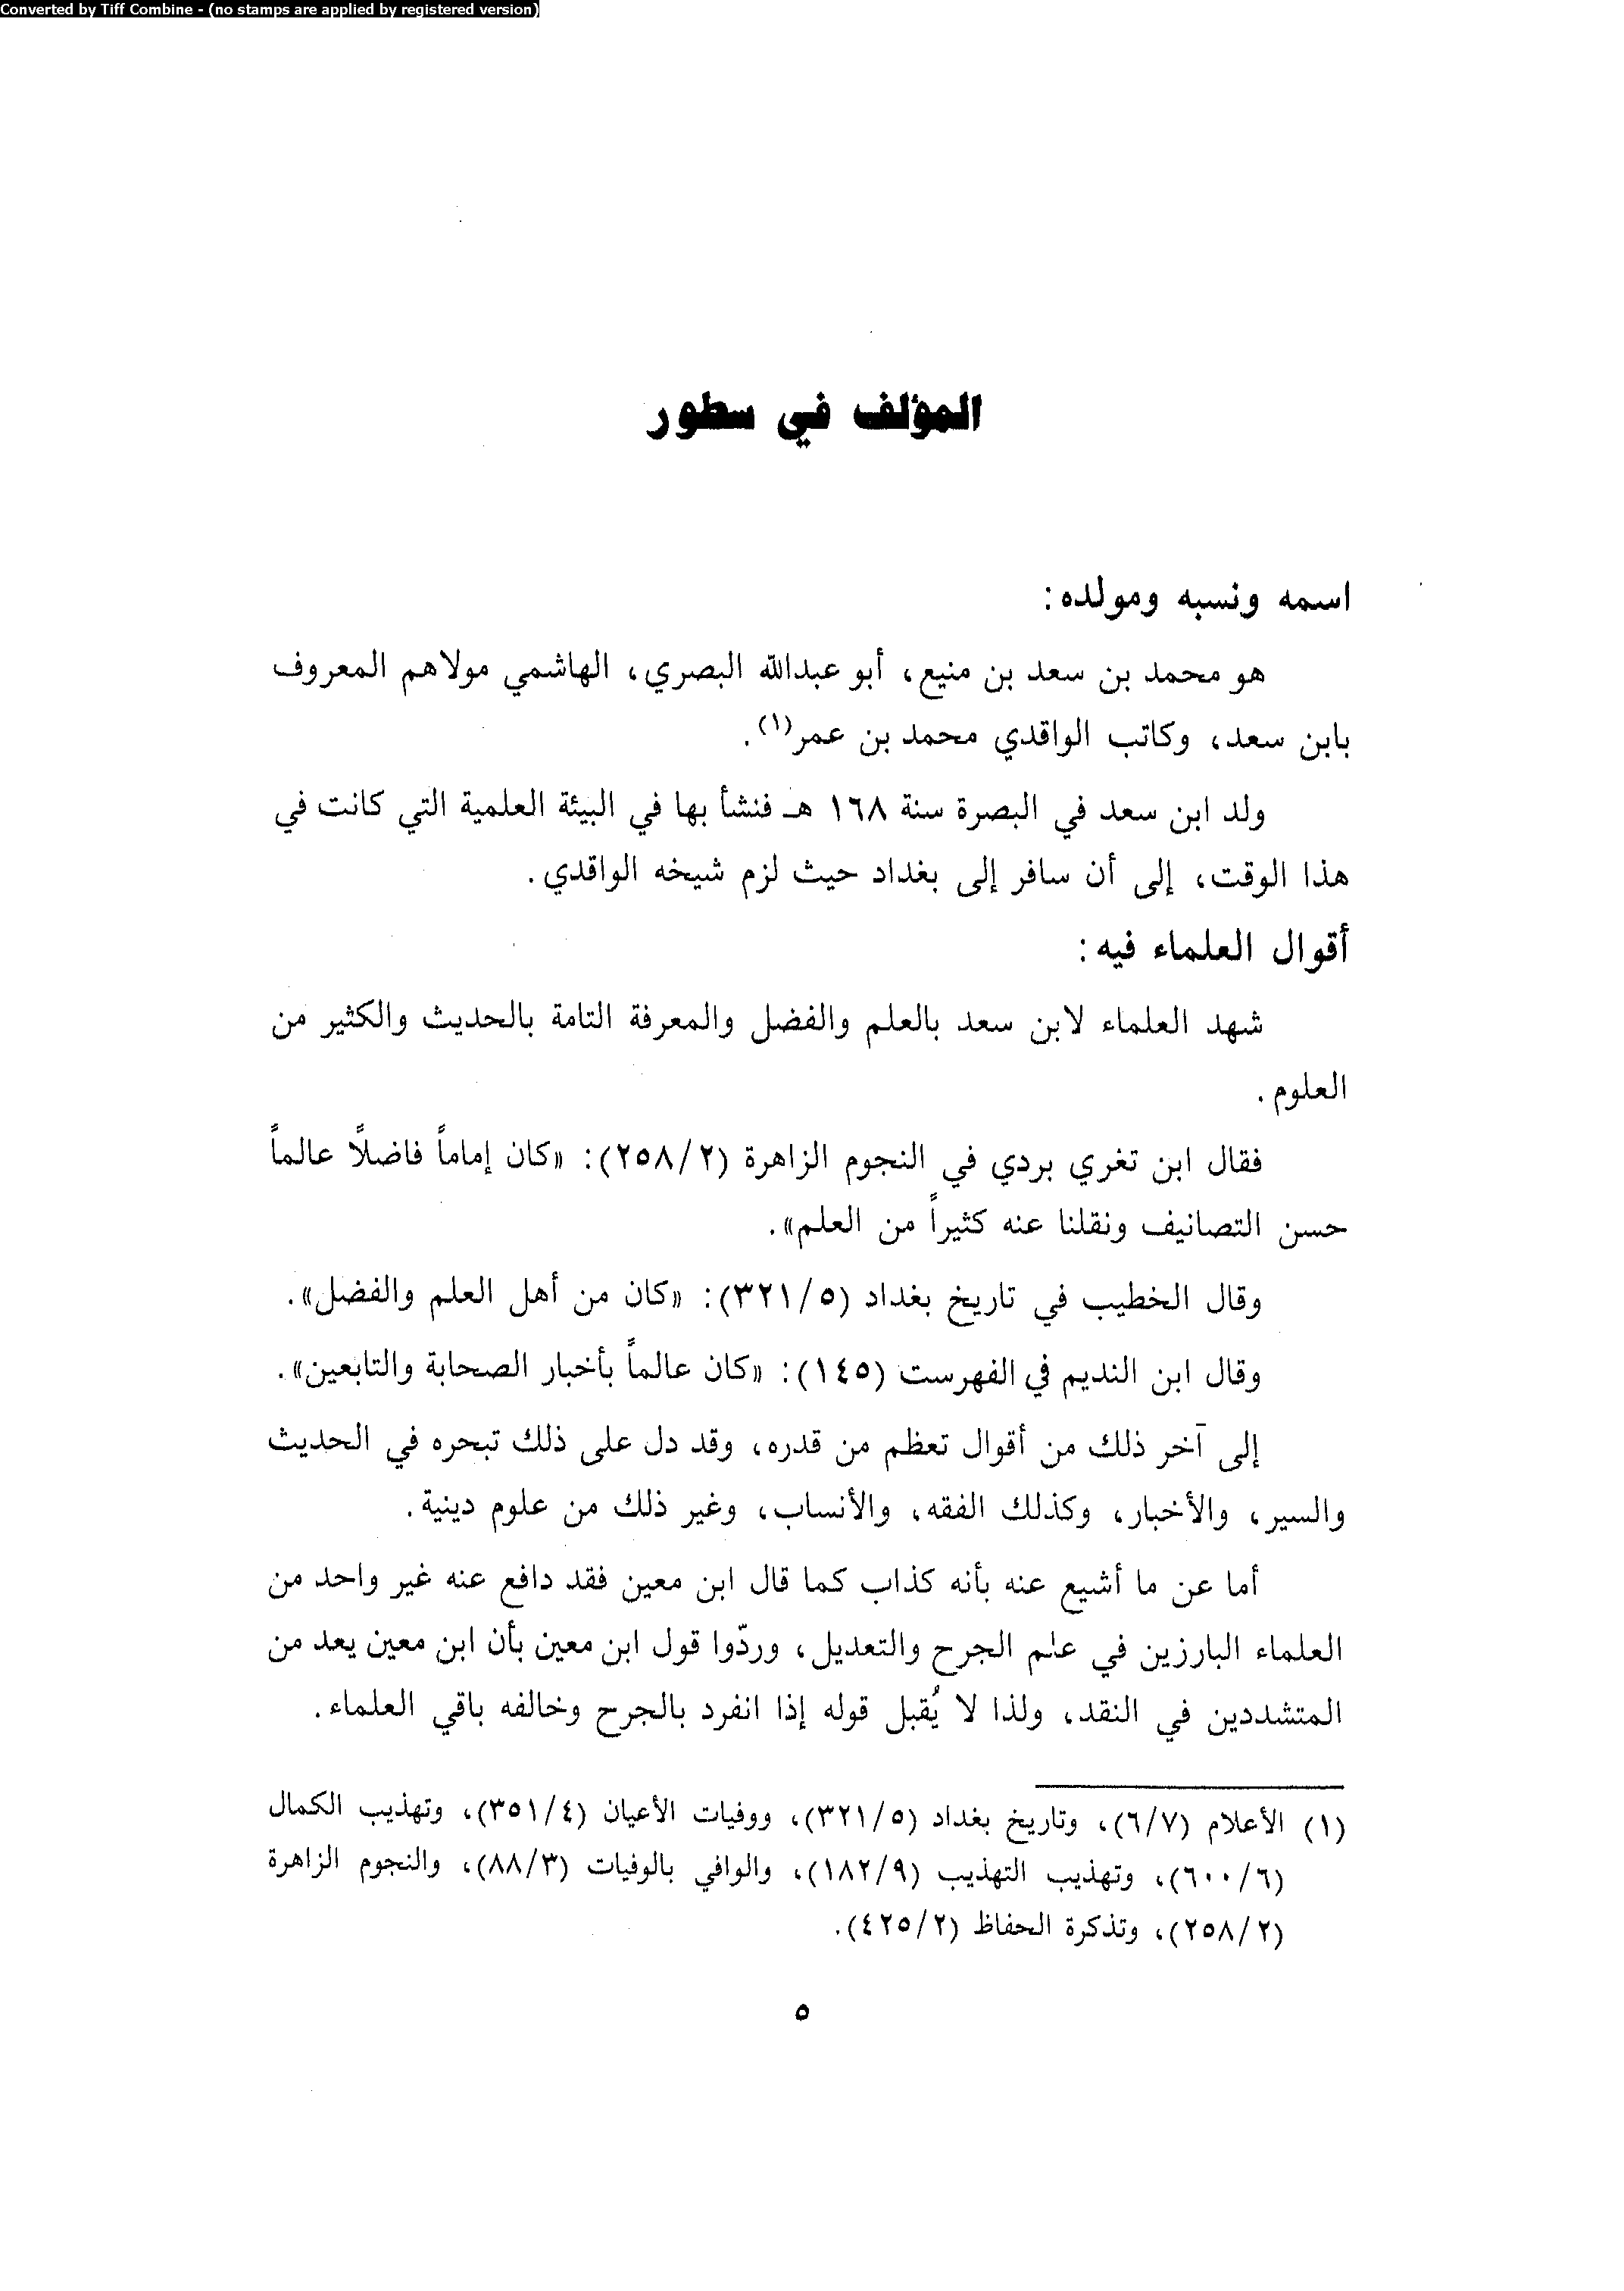 Converted by Tiff Combine - (no stamps are applied by registered version)
المؤلف في سطور
اسمه ونسبه ومولده:
هو محمد بن سعد بن منيع، أبو عبدالله البصري، الهاشمي مولاهم المعروف
بابن سعد، وكاتب الواقدي محمد بن عمر(١).
ولد ابن سعد في البصرة سنة ١٦٨ هـ فنشأ بها في البيئة العلمية التي كانت في
هذا الوقت، إلى أن سافر إلى بغداد حيث لزم شيخه الواقدي.
أقوال العلماء فيه:
شهد العلماء لابن سعد بالعلم والفضل والمعرفة التامة بالحديث والكثير من
العلوم.
فقال ابن تغري بردي في النجوم الزاهرة (٢/ ٢٥٨): «كان إماماً فاضلاً عالماً
حسن التصانيف ونقلنا عنه كثيراً من العلم».
وقال الخطيب في تاريخ بغداد (٥/ ٣٢١): «كان من أهل العلم والفضل».
وقال ابن النديم في الفهرست (١٤٥): «كان عالماً بأخبار الصحابة والتابعين».
إلى آخر ذلك من أقوال تعظم من قدره، وقد دل على ذلك تبحره في الحديث
والسير، والأخبار، وكذلك الفقه، والأنساب، وغير ذلك من علوم دينية.
أما عن ما أشيع عنه بأنه كذاب كما قال ابن معين فقد دافع عنه غير واحد من
العلماء البارزين في علم الجرح والتعديل، وردّوا قول ابن معين بأن ابن معين يعد من
المتشددين في النقد، ولذا لا يُقبل قوله إذا انفرد بالجرح وخالفه باقي العلماء.
(١) الأعلام (٦/٧)، وتاريخ بغداد (٥/ ٣٢١)، ووفيات الأعيان (٤/ ٣٥١)، وتهذيب الكمال
(٦/ ٦٠٠)، وتهذيب التهذيب (٩/ ١٨٢)، والوافي بالوفيات (٣/ ٨٨)، والنجوم الزاهرة
(٢/ ٢٥٨)، وتذكرة الحفاظ (٢/ ٤٢٥).
٥